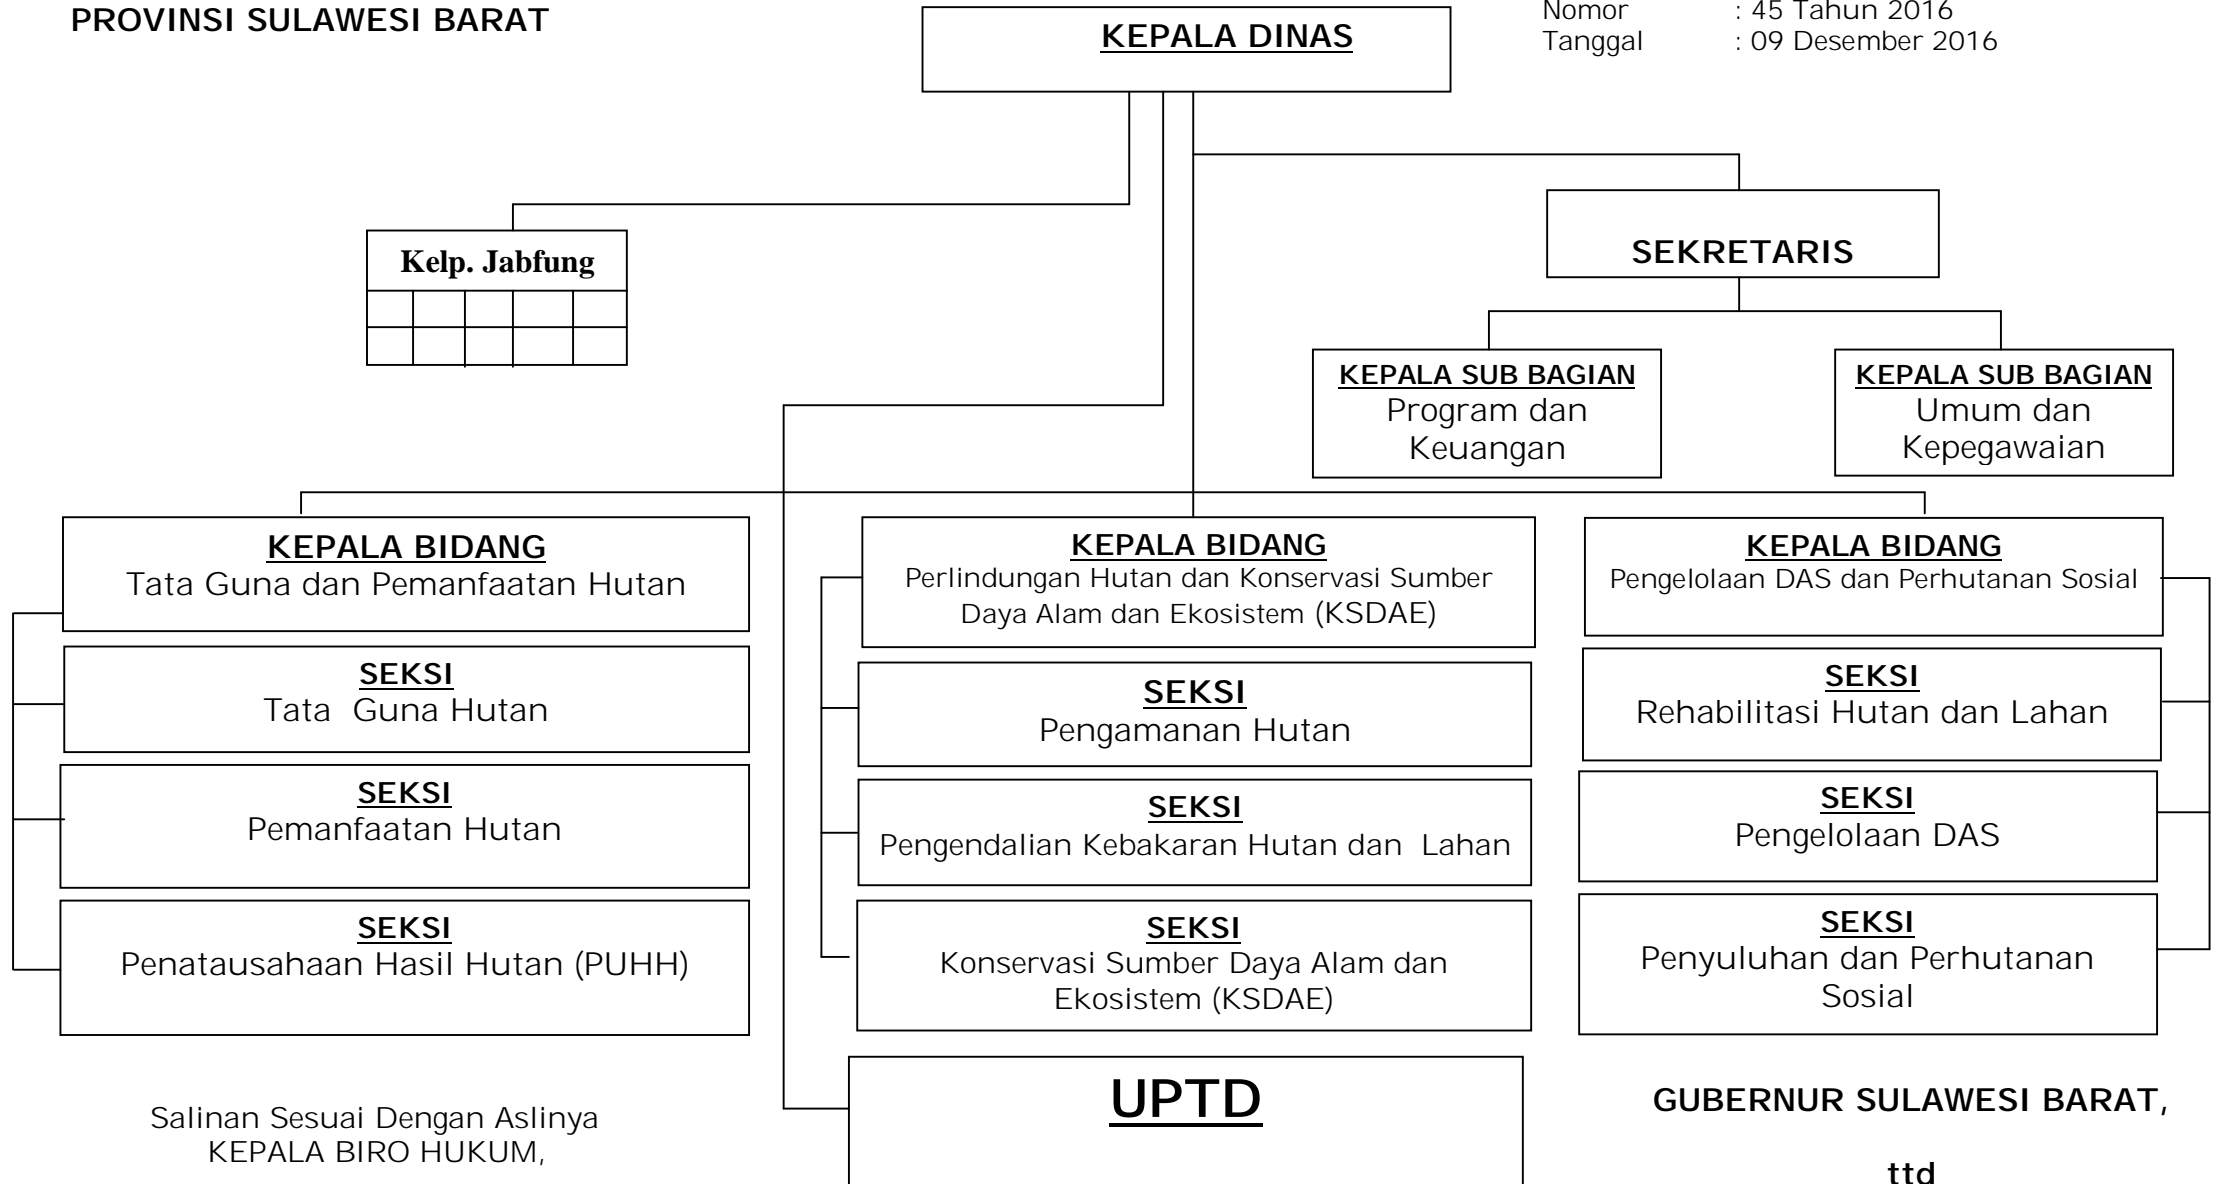 PROVINSI SULAWESI BARAT
KEPALA DINAS
Nomor : 45 Tahun 2016
Tanggal : 09 Desember 2016
Kelp. Jabfung
SEKRETARIS
KEPALA SUB BAGIAN
Program dan
Keuangan
KEPALA SUB BAGIAN
Umum dan
Kepegawaian
KEPALA BIDANG
Tata Guna dan Pemanfaatan Hutan
SEKSI
Tata  Guna Hutan
SEKSI
Pemanfaatan Hutan
SEKSI
Penatausahaan Hasil Hutan (PUHH)
KEPALA BIDANG
Perlindungan Hutan dan Konservasi Sumber
Daya Alam dan Ekosistem (KSDAE)
SEKSI
Pengamanan Hutan
SEKSI
Pengendalian Kebakaran Hutan dan  Lahan
SEKSI
Konservasi Sumber Daya Alam dan
Ekosistem (KSDAE)
KEPALA BIDANG
Pengelolaan DAS dan Perhutanan Sosial
SEKSI
Rehabilitasi Hutan dan Lahan
SEKSI
Pengelolaan DAS
SEKSI
Penyuluhan dan Perhutanan
Sosial
UPTD
Salinan Sesuai Dengan Aslinya
KEPALA BIRO HUKUM,
GUBERNUR SULAWESI BARAT,
ttd